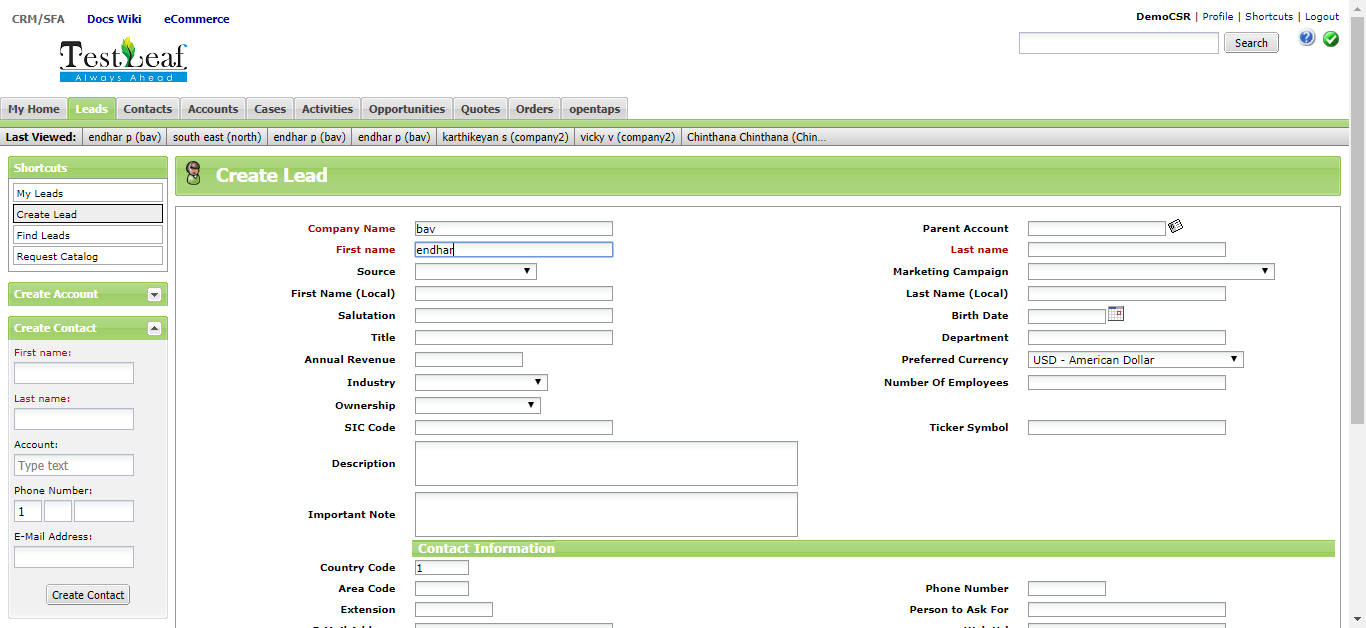 CRM/SFA Docs Wiki eCommerce
DemoCSR | Profile | Shortcuts | Logout
Search
TestLeaf
Always Ahead
My Home Leads Contacts Accounts Cases Activities Opportunities Quotes Orders opentaps
Last Viewed: endhar p (bav) south east (north) endhar p (bav) endhar p (bav) karthikeyan s (company2) vicky v (company2) Chinthana Chinthana (Chin...
Shortcuts
My Leads
Create Lead
Find Leads
Request Catalog
Create Account
Create Contact
First name:
Last name:
Account:
Type text
Phone Number:
1
E-Mail Address:
Create Contact
Create Lead
Company Name bav Parent Account
First name endhar Last name
Source Marketing Campaign
First Name (Local) Last Name (Local)
Salutation Birth Date
Title Department
Annual Revenue Preferred Currency USD - American Dollar
Industry Number Of Employees
Ownership
SIC Code Ticker Symbol
Description
Important Note
Contact Information
Country Code 1
Area Code Phone Number
Extension Person to Ask For